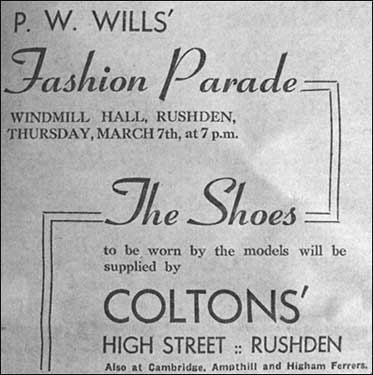 P. W. WILLS'
Fashion Parade
WINDMILL HALL, RUSHDEN,
THURSDAY, MARCH 7th, at 7 p.m.
The Shoes
to be worn by the models will be
supplied by
COLTONS'
HIGH STREET :: RUSHDEN
Also at Cambridge, Ampthill and Higham Ferrers.